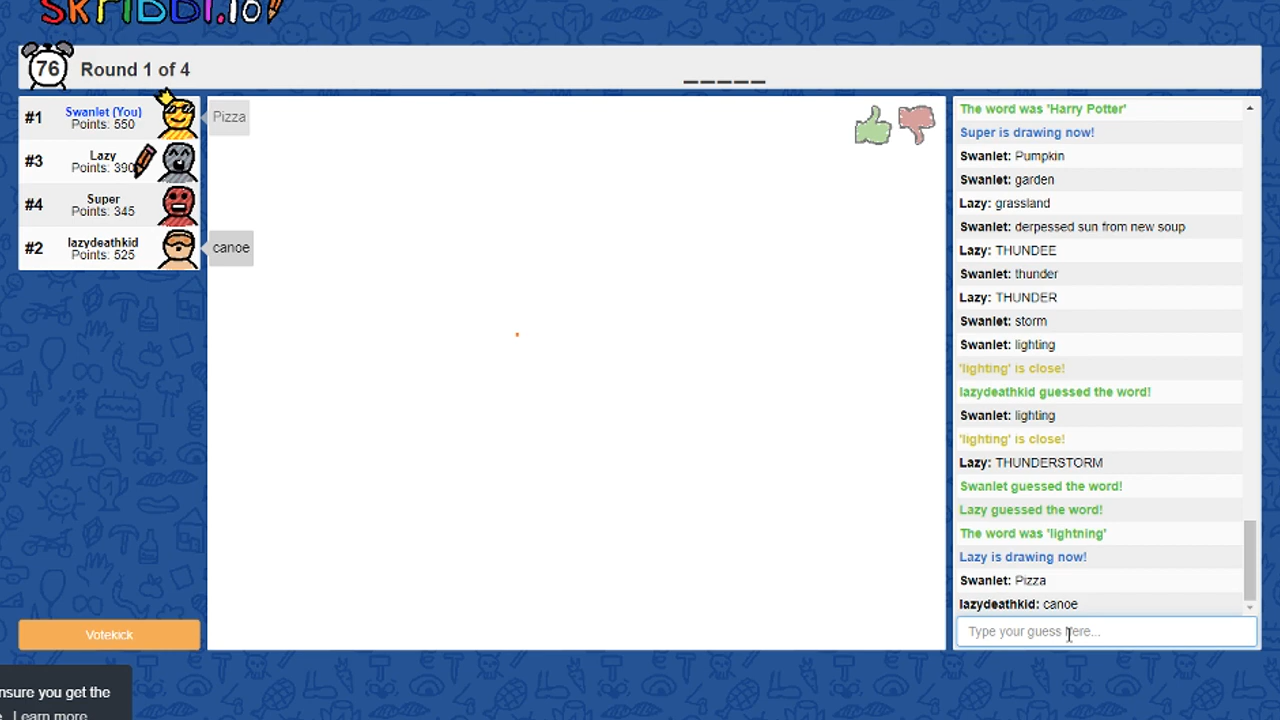 skribbl.io
76
Round 1 of 4
_____
#1
Swanlet (You)
Points: 550
#3
Lazy
Points: 390
#4
Super
Points: 345
#2
lazydeathkid
Points: 525
Pizza
canoe
The word was 'Harry Potter'
Super is drawing now!
Swanlet: Pumpkin
Swanlet: garden
Lazy: grassland
Swanlet: derpessed sun from new soup
Lazy: THUNDEE
Swanlet: thunder
Lazy: THUNDER
Swanlet: storm
Swanlet: lighting
'lighting' is close!
lazydeathkid guessed the word!
Swanlet: lighting
'lighting' is close!
Lazy: THUNDERSTORM
Swanlet guessed the word!
Lazy guessed the word!
The word was 'lightning'
Lazy is drawing now!
Swanlet: Pizza
lazydeathkid: canoe
Type your guess here...
Votekick
nsure you get the
Learn more